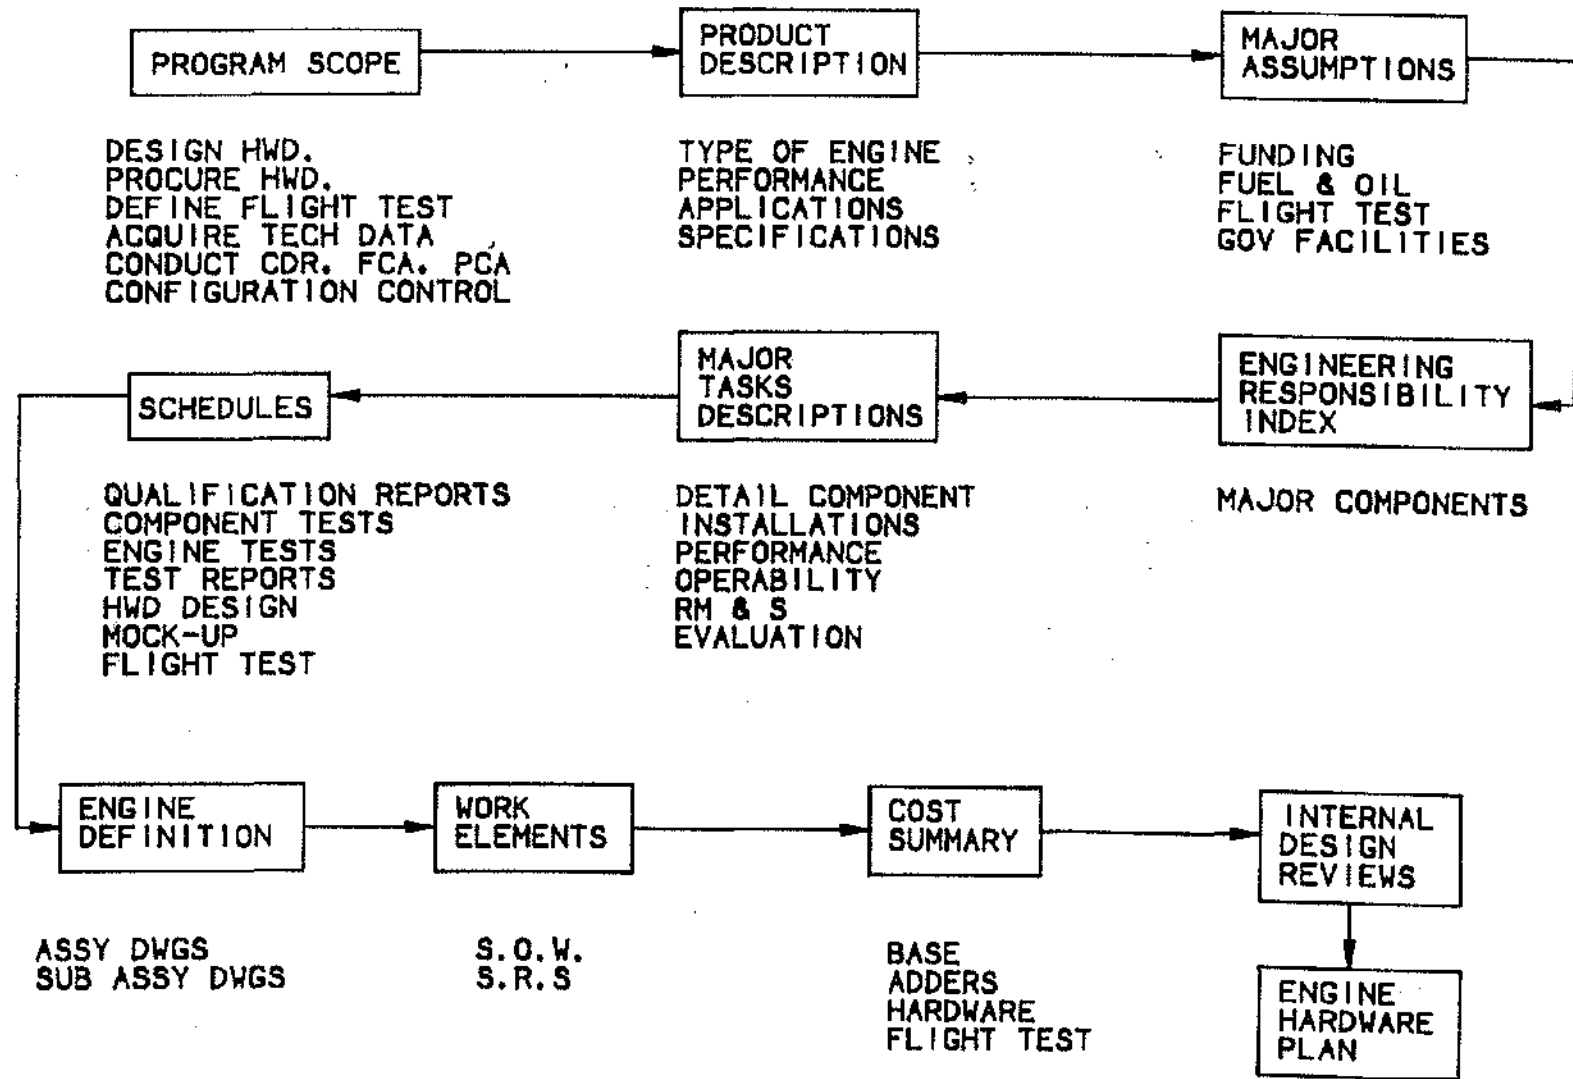 PROGRAM SCOPE
DESIGN HWD.
PROCURE HWD.
DEFINE FLIGHT TEST
ACQUIRE TECH DATA
CONDUCT CDR. FCA. PCA
CONFIGURATION CONTROL
PRODUCT
DESCRIPTION
TYPE OF ENGINE
PERFORMANCE
APPLICATIONS
SPECIFICATIONS
MAJOR
ASSUMPTIONS
FUNDING
FUEL & OIL
FLIGHT TEST
GOV FACILITIES
ENGINEERING
RESPONSIBILITY
INDEX
MAJOR COMPONENTS
MAJOR
TASKS
DESCRIPTIONS
DETAIL COMPONENT
INSTALLATIONS
PERFORMANCE
OPERABILITY
RM & S
EVALUATION
SCHEDULES
QUALIFICATION REPORTS
COMPONENT TESTS
ENGINE TESTS
TEST REPORTS
HWD DESIGN
MOCK-UP
FLIGHT TEST
ENGINE
DEFINITION
ASSY DWGS
SUB ASSY DWGS
WORK
ELEMENTS
S.O.W.
S.R.S
COST
SUMMARY
BASE
ADDERS
HARDWARE
FLIGHT TEST
INTERNAL
DESIGN
REVIEWS
ENGINE
HARDWARE
PLAN